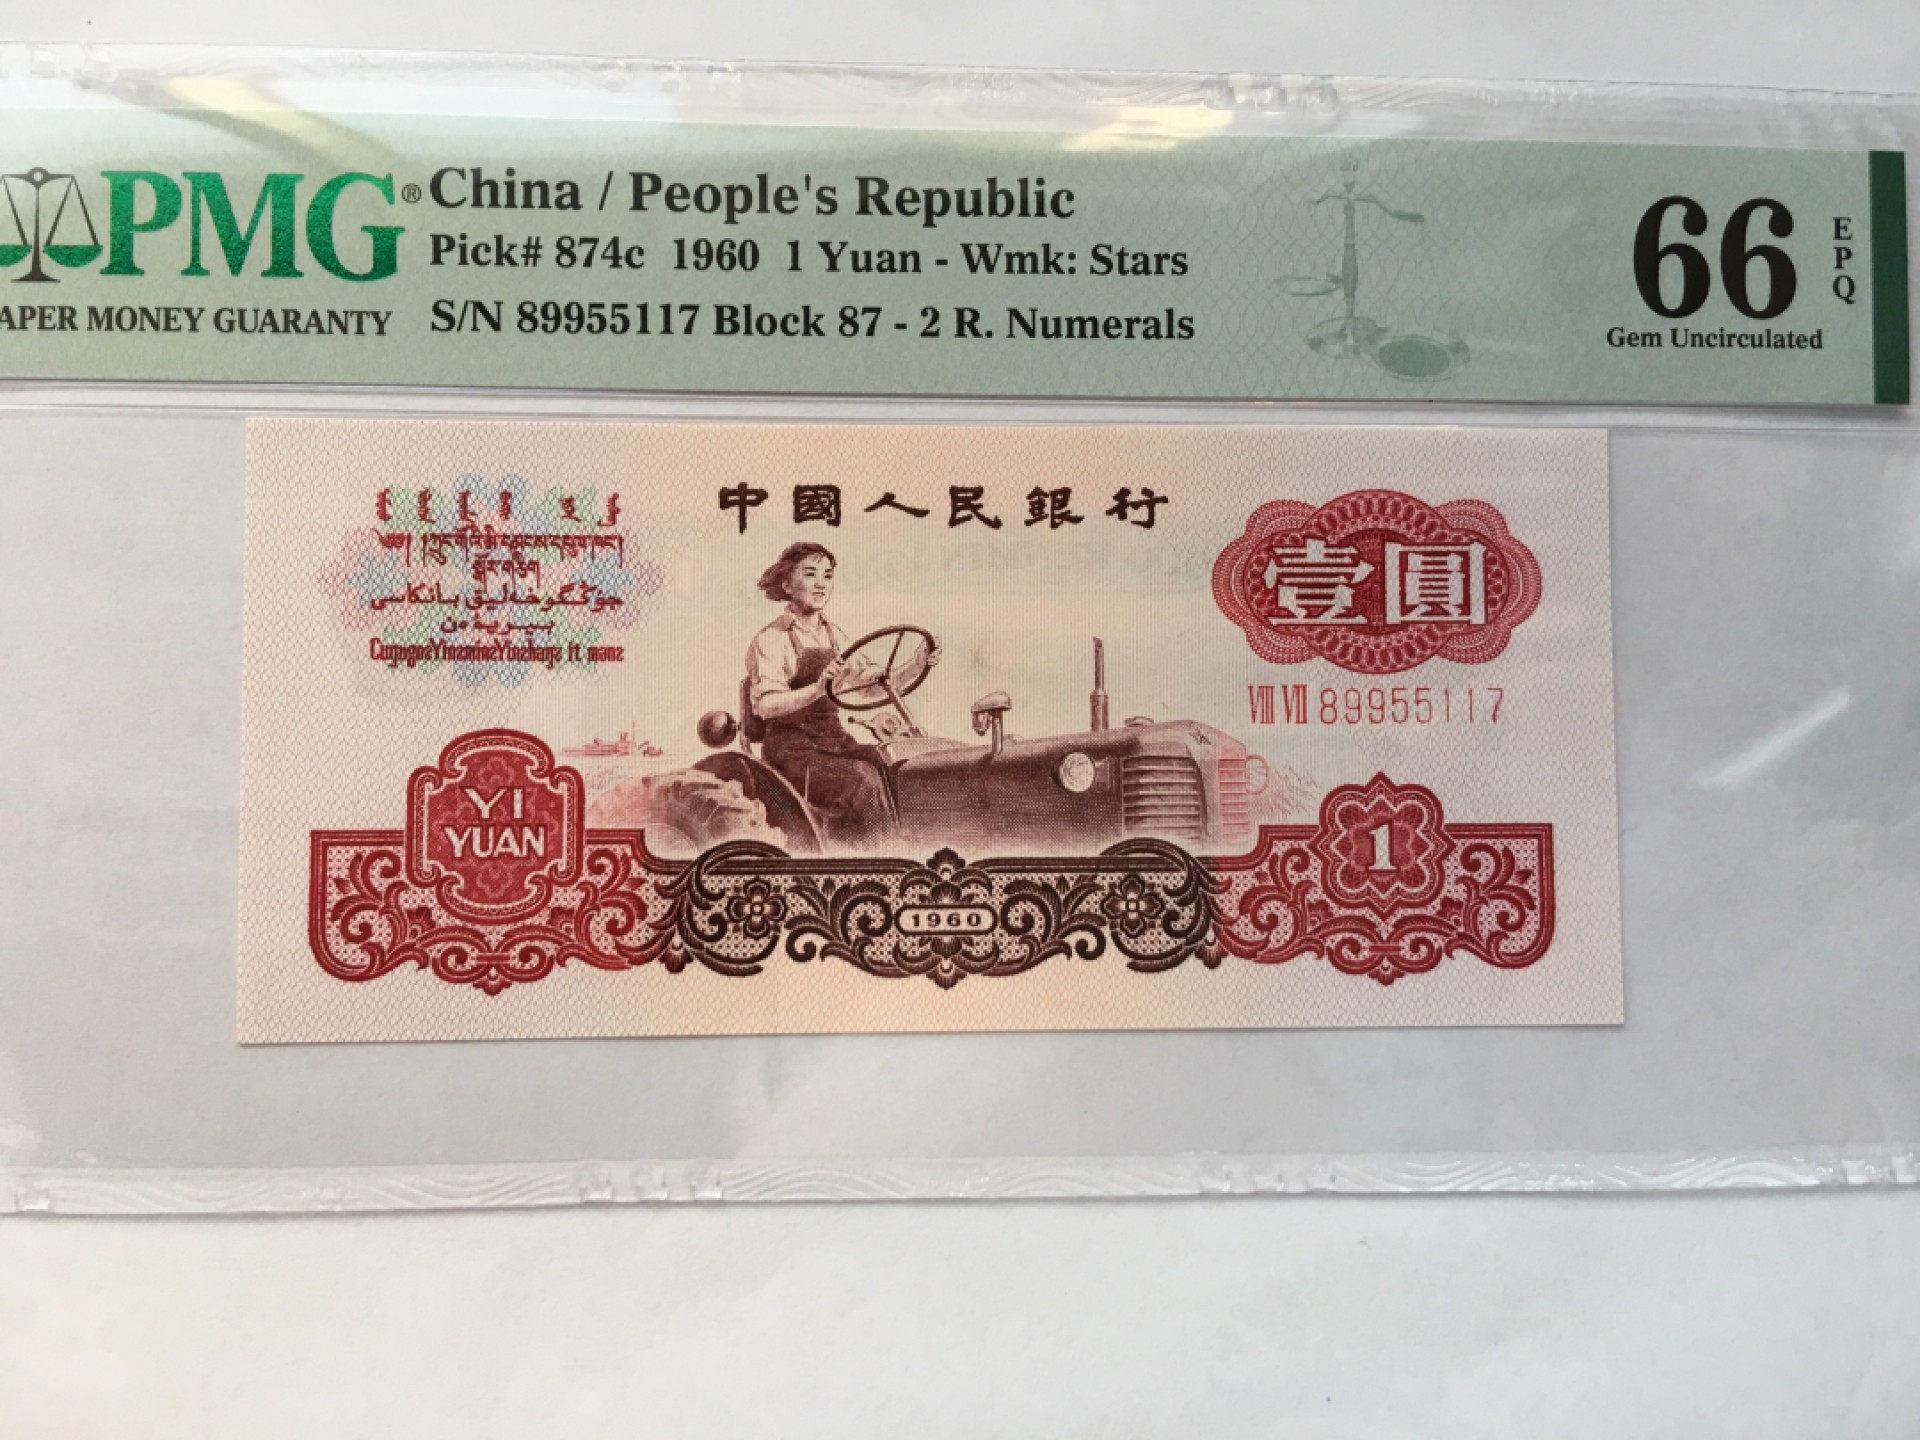 PMG® China / People's Republic
Pick# 874c 1960 1 Yuan - Wmk: Stars
APER MONEY GUARANTY S/N 89955117 Block 87 - 2 R. Numerals
66 EPQ
Gem Uncirculated
中國人民銀行
壹圓
VIII VII 89955117
YI
YUAN
1
1960